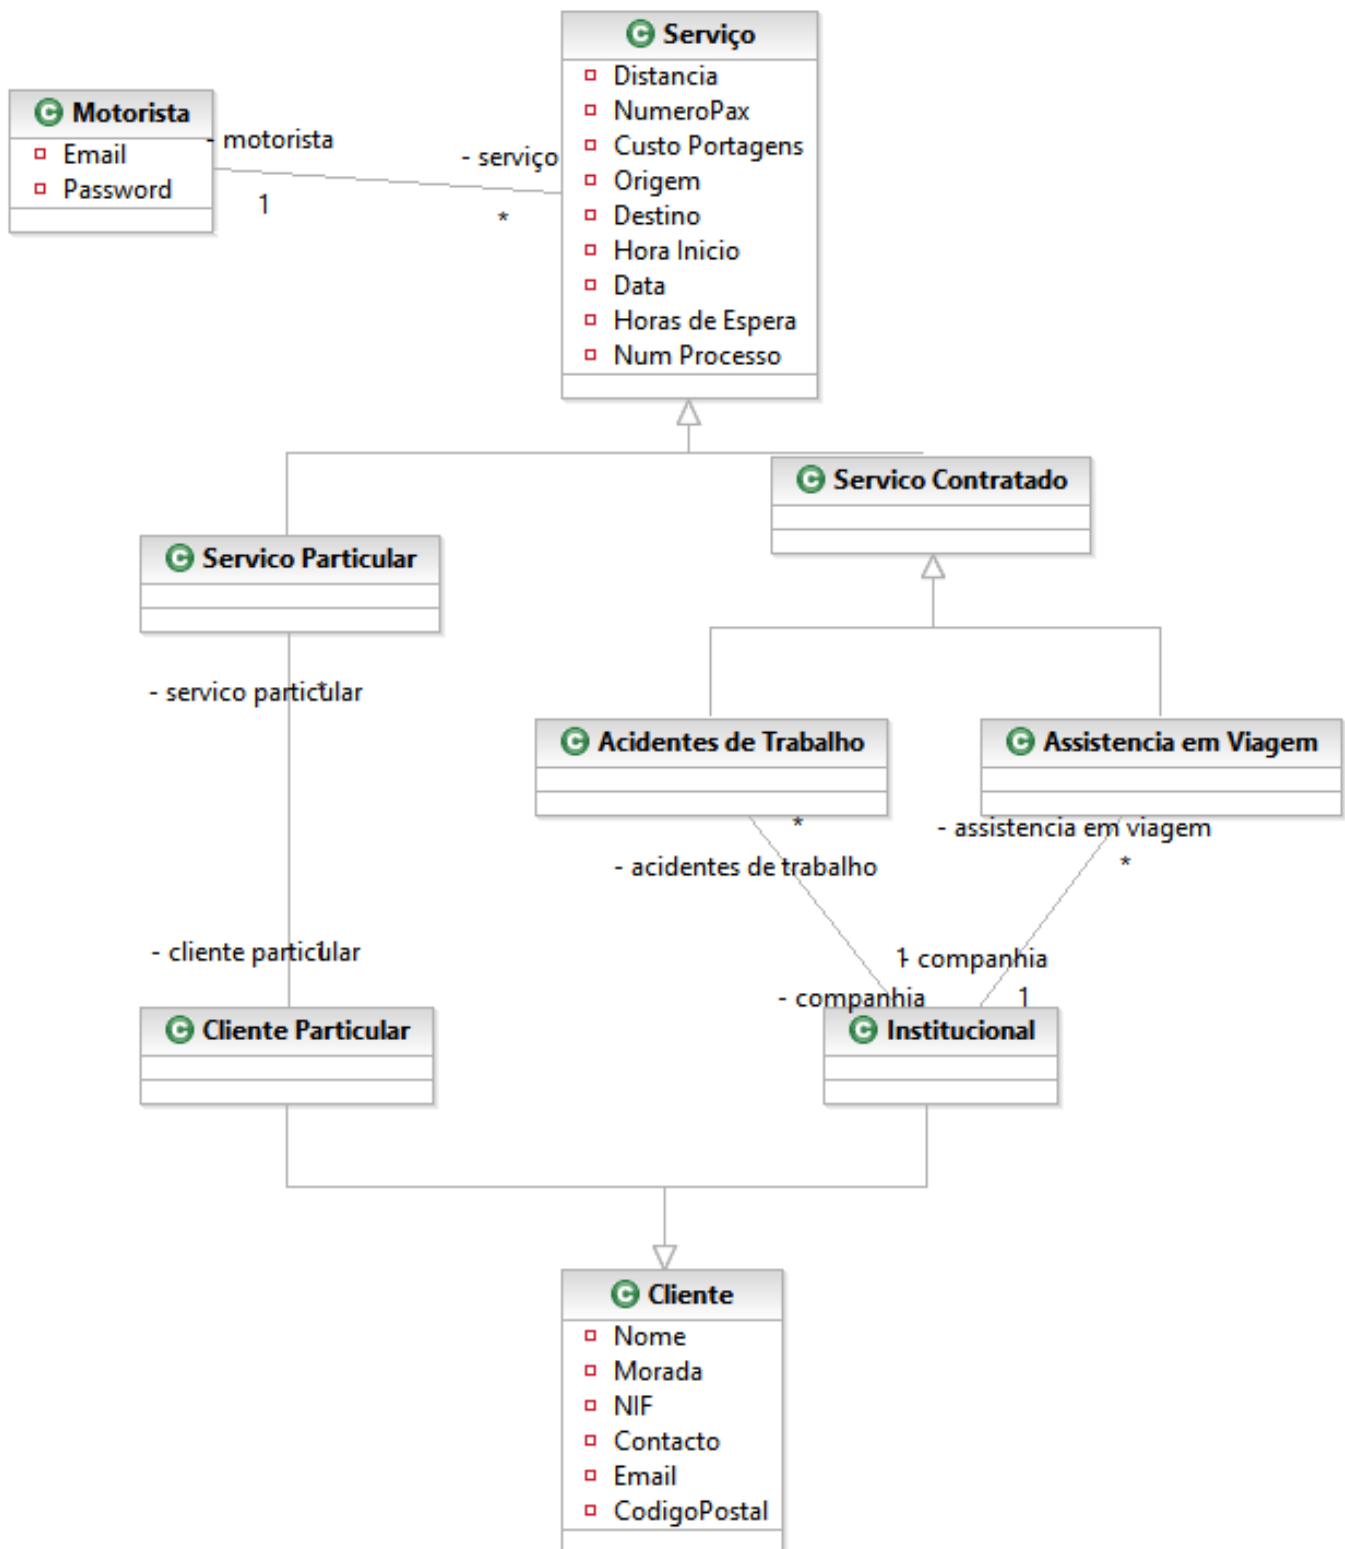 Serviço
Distancia
NumeroPax
Custo Portagens
Origem
Destino
Hora Inicio
Data
Horas de Espera
Num Processo
Motorista
Email
Password
- motorista
1
- serviço
*
Servico Contratado
Servico Particular
- servico particular
*
Acidentes de Trabalho
Assistencia em Viagem
*
- acidentes de trabalho
- assistencia em viagem
*
- cliente particular
1
1
- companhia
- companhia
1
Cliente Particular
Institucional
Cliente
Nome
Morada
NIF
Contacto
Email
CodigoPostal